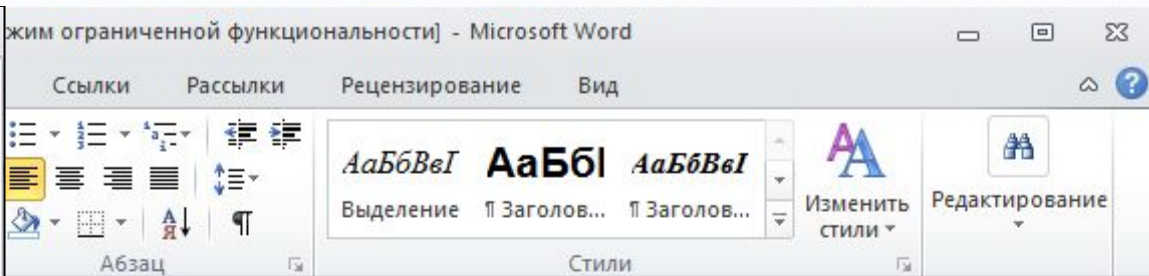 жим ограниченной функциональности] - Microsoft Word
Ссылки Рассылки Рецензирование Вид
АаБбВвГ АаБбІ АаБбВвГ
Выделение ¶ Заголов... ¶ Заголов... Изменить стили Редактирование
Абзац Стили